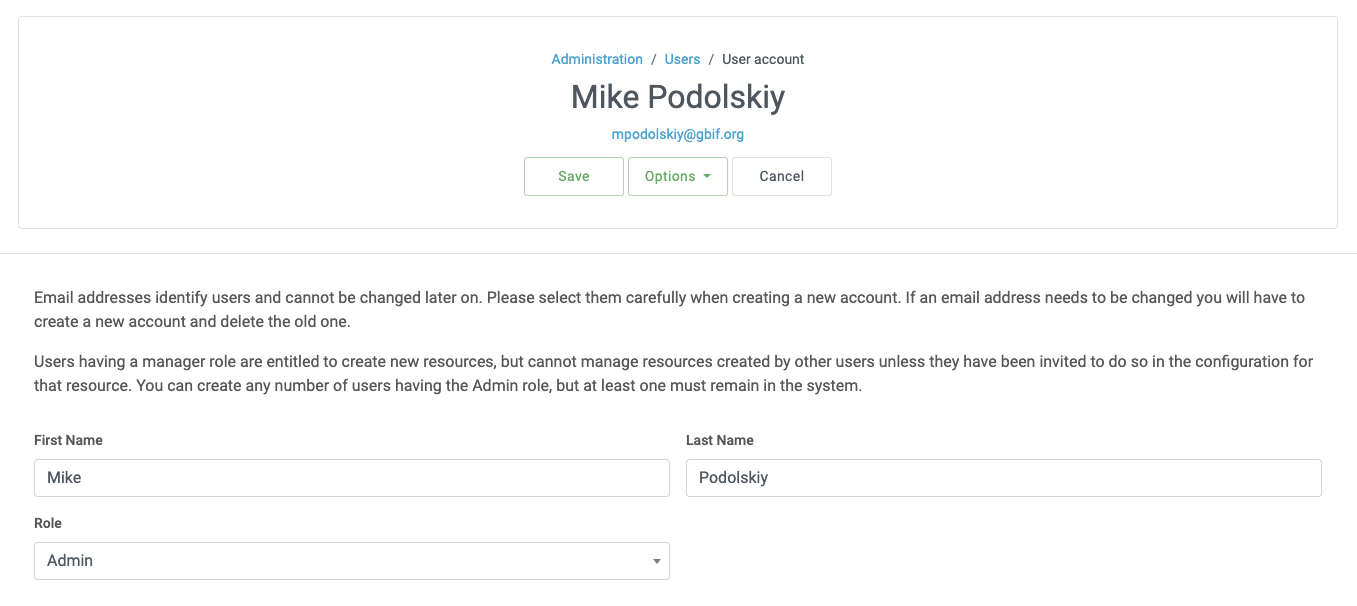 Administration / Users / User account
Mike Podolskiy
mpodolskiy@gbif.org
Save Options Cancel
Email addresses identify users and cannot be changed later on. Please select them carefully when creating a new account. If an email address needs to be changed you will have to
create a new account and delete the old one.
Users having a manager role are entitled to create new resources, but cannot manage resources created by other users unless they have been invited to do so in the configuration for
that resource. You can create any number of users having the Admin role, but at least one must remain in the system.
First Name Last Name
Mike Podolskiy
Role
Admin